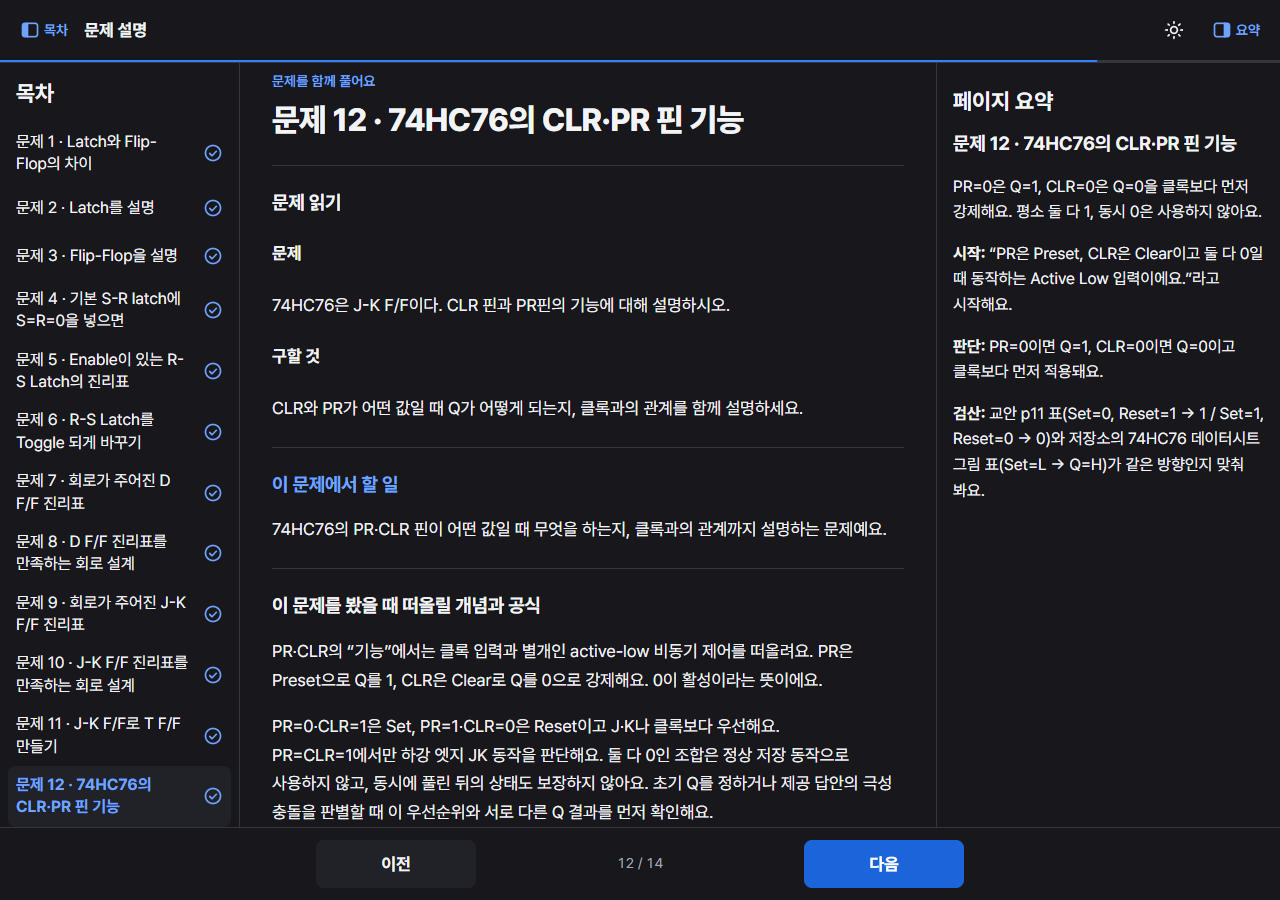 목차
문제 설명
요약
목차
문제 1 · Latch와 Flip-
Flop의 차이
문제 2 · Latch를 설명
문제 3 · Flip-Flop을 설명
문제 4 · 기본 S-R latch에
S=R=0을 넣으면
문제 5 · Enable이 있는 R-
S Latch의 진리표
문제 6 · R-S Latch를
Toggle 되게 바꾸기
문제 7 · 회로가 주어진 D
F/F 진리표
문제 8 · D F/F 진리표를
만족하는 회로 설계
문제 9 · 회로가 주어진 J-K
F/F 진리표
문제 10 · J-K F/F 진리표를
만족하는 회로 설계
문제 11 · J-K F/F로 T F/F
만들기
문제 12 · 74HC76의
CLR·PR 핀 기능
문제를 함께 풀어요
문제 12 · 74HC76의 CLR·PR 핀 기능
문제 읽기
문제
74HC76은 J-K F/F이다. CLR 핀과 PR핀의 기능에 대해 설명하시오.
구할 것
CLR와 PR가 어떤 값일 때 Q가 어떻게 되는지, 클록과의 관계를 함께 설명하세요.
이 문제에서 할 일
74HC76의 PR·CLR 핀이 어떤 값일 때 무엇을 하는지, 클록과의 관계까지 설명하는 문제예요.
이 문제를 봤을 때 떠올릴 개념과 공식
PR·CLR의 “기능”에서는 클록 입력과 별개인 active-low 비동기 제어를 떠올려요. PR은
Preset으로 Q를 1, CLR은 Clear로 Q를 0으로 강제해요. 0이 활성이라는 뜻이에요.
PR=0·CLR=1은 Set, PR=1·CLR=0은 Reset이고 J·K나 클록보다 우선해요.
PR=CLR=1에서만 하강 엣지 JK 동작을 판단해요. 둘 다 0인 조합은 정상 저장 동작으로
사용하지 않고, 동시에 풀린 뒤의 상태도 보장하지 않아요. 초기 Q를 정하거나 제공 답안의 극성
충돌을 판별할 때 이 우선순위와 서로 다른 Q 결과를 먼저 확인해요.
페이지 요약
문제 12 · 74HC76의 CLR·PR 핀 기능
PR=0은 Q=1, CLR=0은 Q=0을 클록보다 먼저
강제해요. 평소 둘 다 1, 동시 0은 사용하지 않아요.
시작: “PR은 Preset, CLR은 Clear이고 둘 다 0일
때 동작하는 Active Low 입력이에요.”라고
시작해요.
판단: PR=0이면 Q=1, CLR=0이면 Q=0이고
클록보다 먼저 적용돼요.
검산: 교안 p11 표(Set=0, Reset=1 → 1 / Set=1,
Reset=0 → 0)와 저장소의 74HC76 데이터시트
그림 표(Set=L → Q=H)가 같은 방향인지 맞춰
봐요.
이전
12 / 14
다음